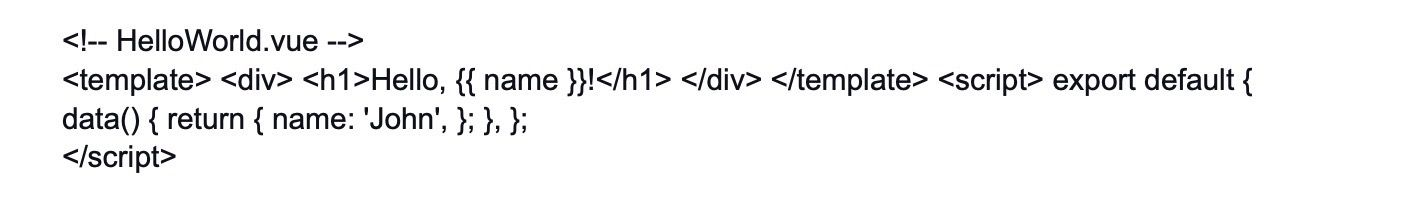 <!-- HelloWorld.vue -->
<template> <div> <h1>Hello, {{ name }}!</h1> </div> </template> <script> export default {
data() { return { name: 'John', }; }, };
</script>